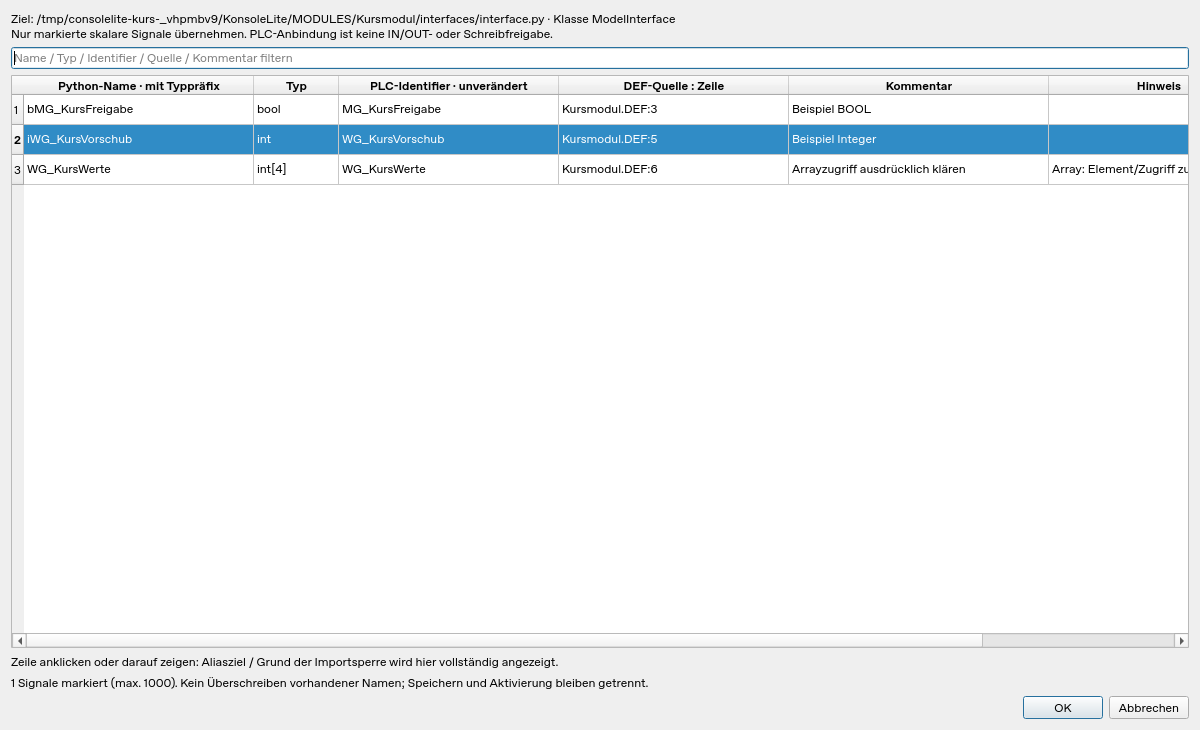 Ziel: /tmp/consolelite-kurs-_vhpmbv9/KonsoleLite/MODULES/Kursmodul/interfaces/interface.py · Klasse ModelInterface
Nur markierte skalare Signale übernehmen. PLC-Anbindung ist keine IN/OUT- oder Schreibfreigabe.
Name / Typ / Identifier / Quelle / Kommentar filtern
Python-Name · mit Typpräfix Typ PLC-Identifier · unverändert DEF-Quelle : Zeile Kommentar Hinweis
1 bMG_KursFreigabe bool MG_KursFreigabe Kursmodul.DEF:3 Beispiel BOOL
2 iWG_KursVorschub int WG_KursVorschub Kursmodul.DEF:5 Beispiel Integer
3 WG_KursWerte int[4] WG_KursWerte Kursmodul.DEF:6 Arrayzugriff ausdrücklich klären Array: Element/Zugriff zu
Zeile anklicken oder darauf zeigen: Aliasziel / Grund der Importsperre wird hier vollständig angezeigt.
1 Signale markiert (max. 1000). Kein Überschreiben vorhandener Namen; Speichern und Aktivierung bleiben getrennt.
OK Abbrechen